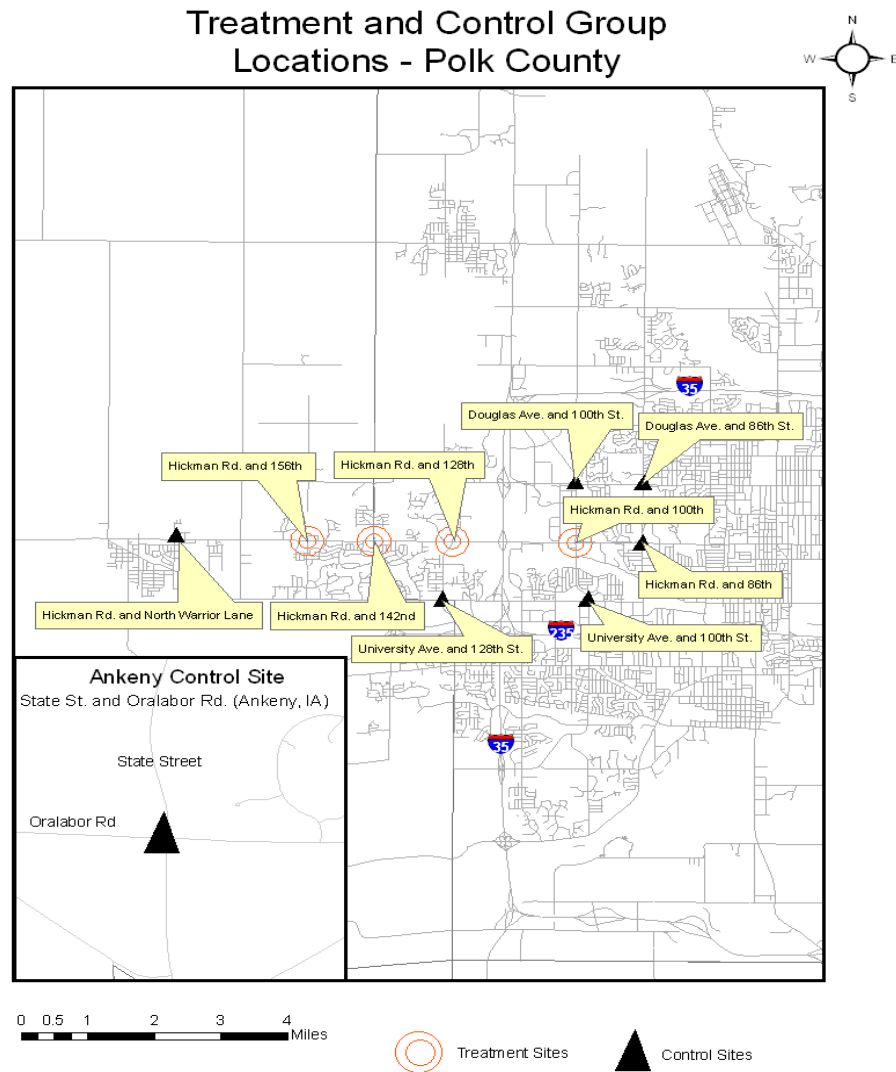 Treatment and Control Group
Locations - Polk County
N
W
E
S
35
Douglas Ave. and 100th St.
Douglas Ave. and 86th St.
Hickman Rd. and 156th
Hickman Rd. and 128th
Hickman Rd. and 100th
Hickman Rd. and 86th
Hickman Rd. and North Warrior Lane
Hickman Rd. and 142nd
235
University Ave. and 100th St.
University Ave. and 128th St.
Ankeny Control Site
State St. and Oralabor Rd. (Ankeny, IA)
State Street
35
Oralabor Rd
0 0.5 1 2 3 4
Miles
Treatment Sites
Control Sites